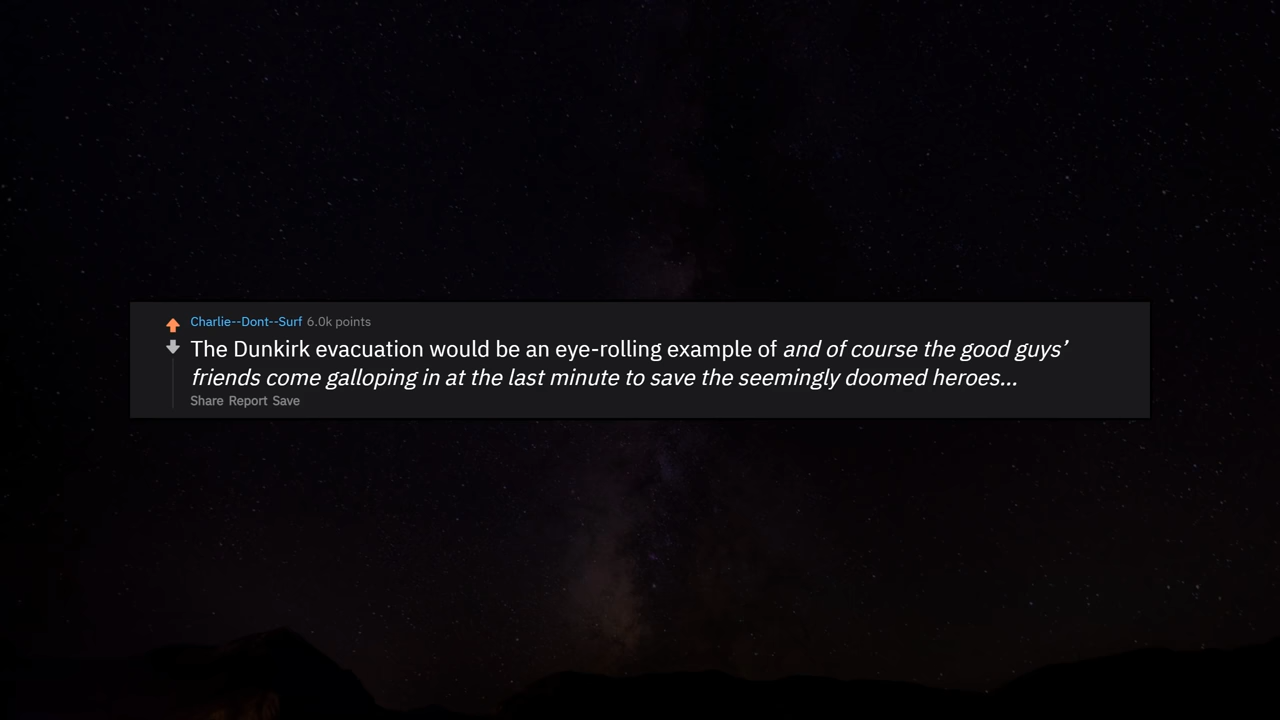 Charlie--Dont--Surf 6.0k points
The Dunkirk evacuation would be an eye-rolling example of and of course the good guys’
friends come galloping in at the last minute to save the seemingly doomed heroes...
Share Report Save